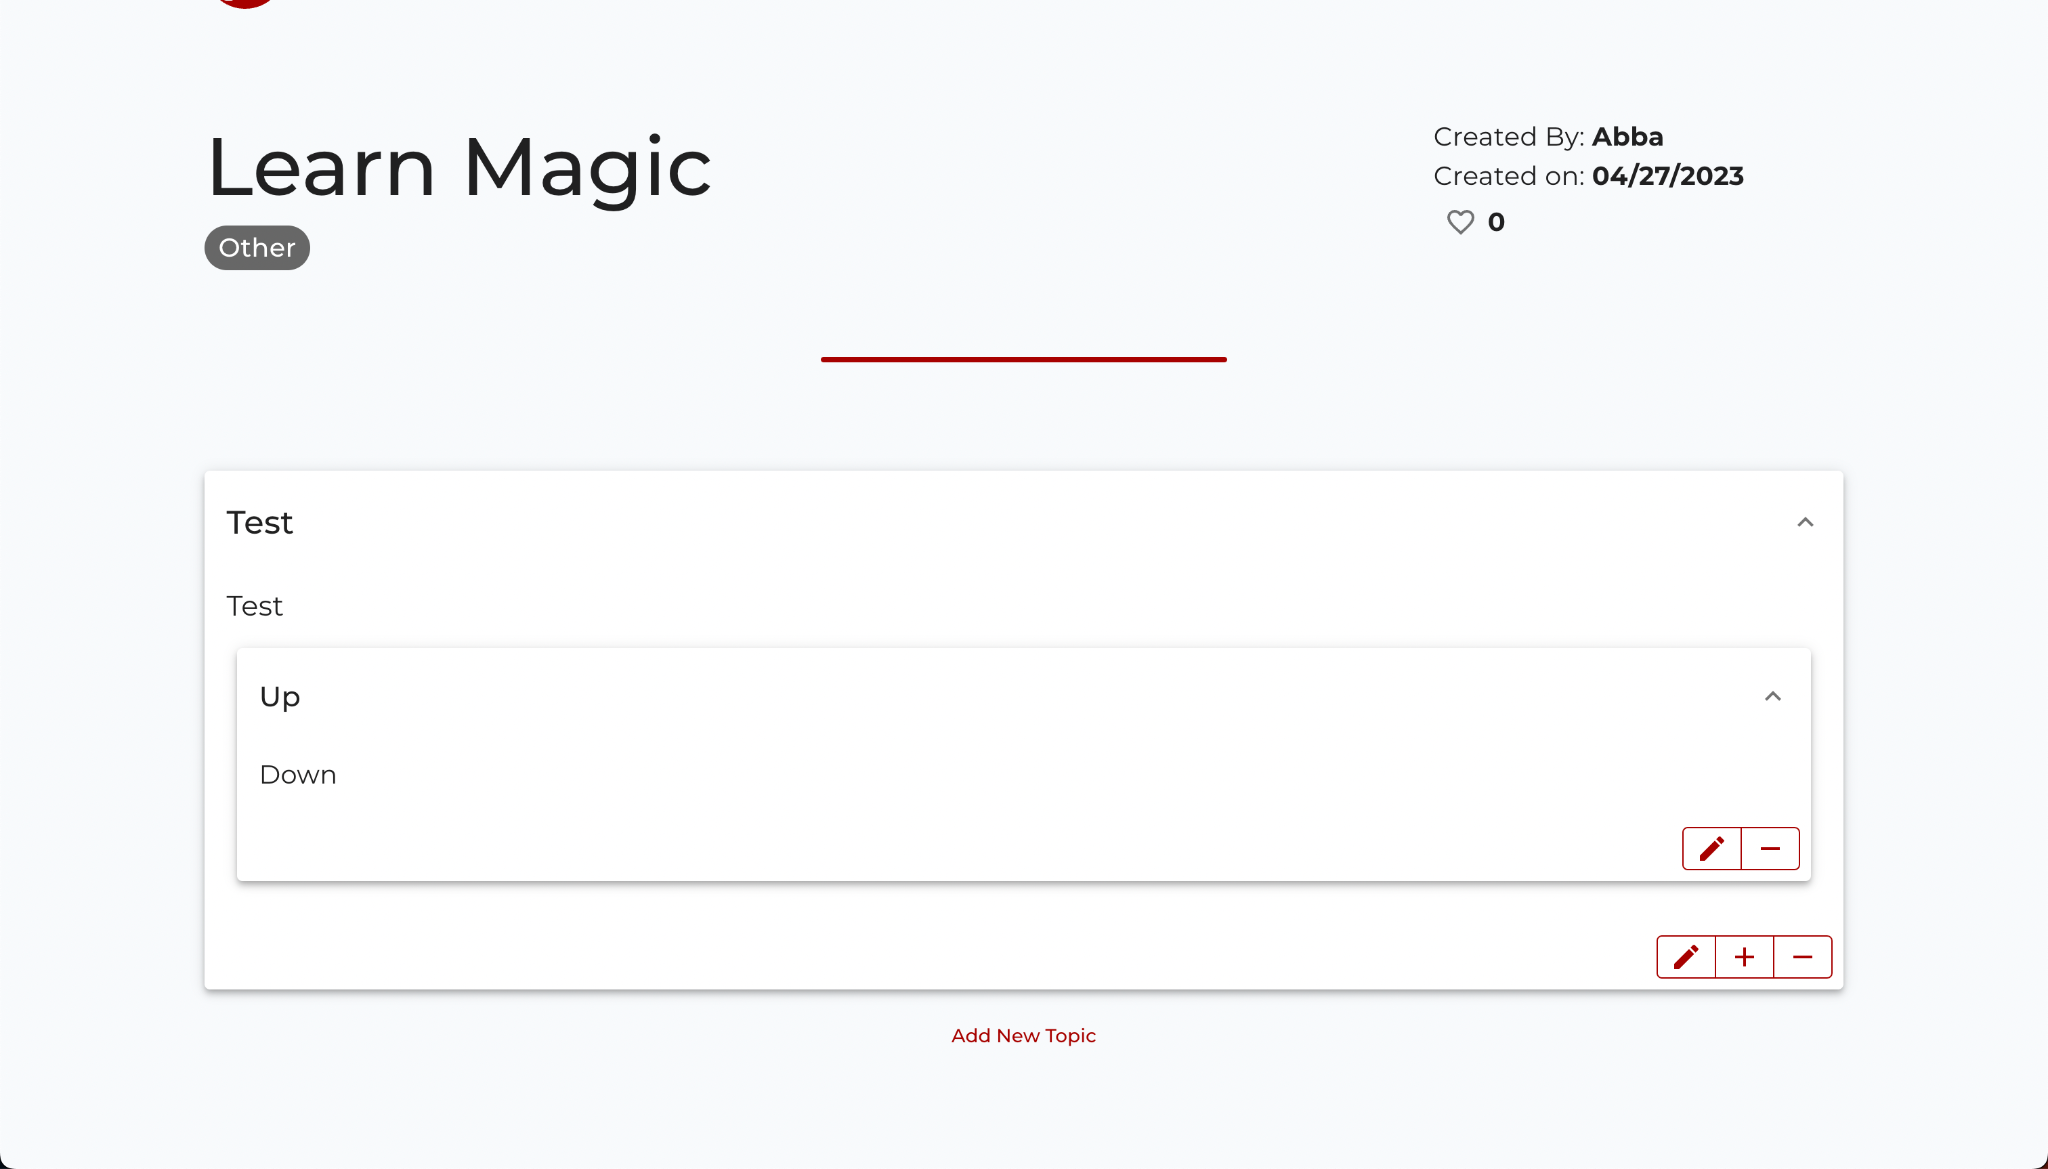 Learn Magic
Other
Created By: Abba
Created on: 04/27/2023
0
Test
Test
Up
Down
Add New Topic